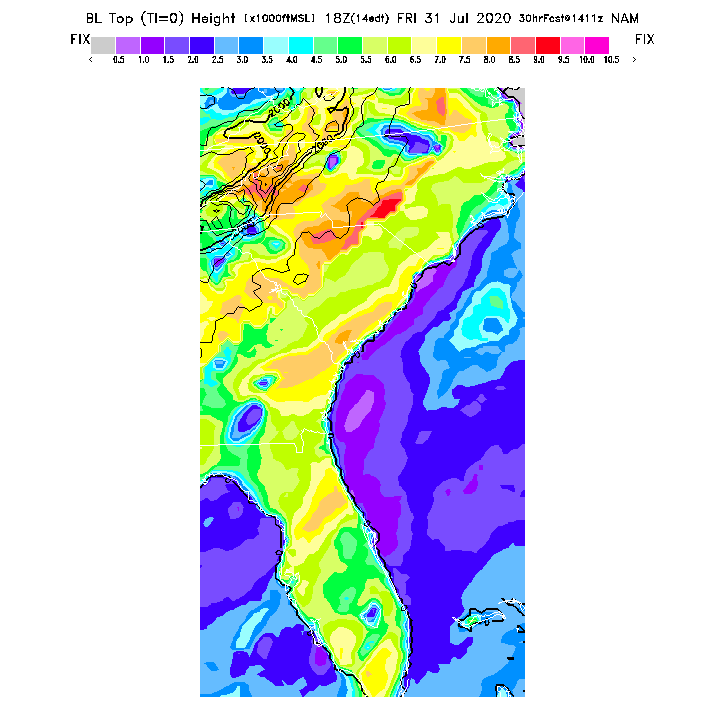 BL Top (TI=0) Height [x1000ftMSL] 18Z(14edt) FRI 31 Jul 2020 30hrFcst@1411z NAM
FIX FIX
< 0.5 1.0 1.5 2.0 2.5 3.0 3.5 4.0 4.5 5.0 5.5 6.0 6.5 7.0 7.5 8.0 8.5 9.0 9.5 10.0 10.5 >
2000
2000
2000